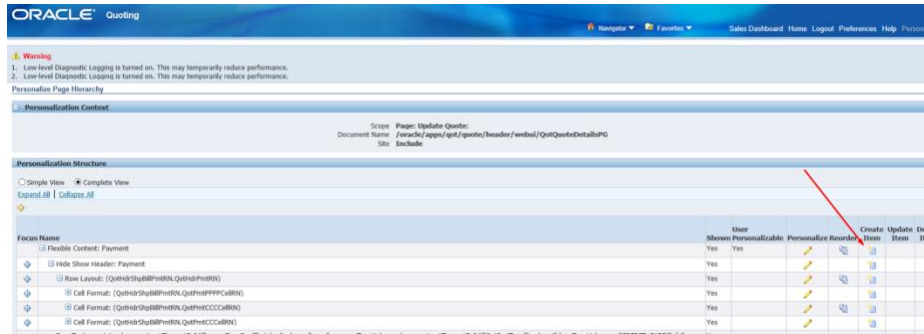 ORACLE Quoting
Navigator Favorites Sales Dashboard Home Logout Preferences Help
Warning
1. Low-level Diagnostic Logging is turned on. This may temporarily reduce performance.
2. Low-level Diagnostic Logging is turned on. This may temporarily reduce performance.
Personalize Page Hierarchy
Personalization Context
Scope Page: Update Quote:
Document Name /oracle/apps/qot/quote/header/webui/QotQuoteDetailsPG
Site Include
Personalization Structure
Simple View Complete View
Expand All | Collapse All
Focus Name Shown User Personalizable Personalize Reorder Create Item Update Item
Flexible Content: Payment Yes Yes
Hide Show Header: Payment Yes
Row Layout: (QotHdrShpBillPmtRN.QotHdrPmtRN) Yes
Cell Format: (QotHdrShpBillPmtRN.QotPmtPPPPCellRN) Yes
Cell Format: (QotHdrShpBillPmtRN.QotPmtCCCCellRN) Yes
Cell Format: (QotHdrShpBillPmtRN.QotPmtCCCellRN) Yes